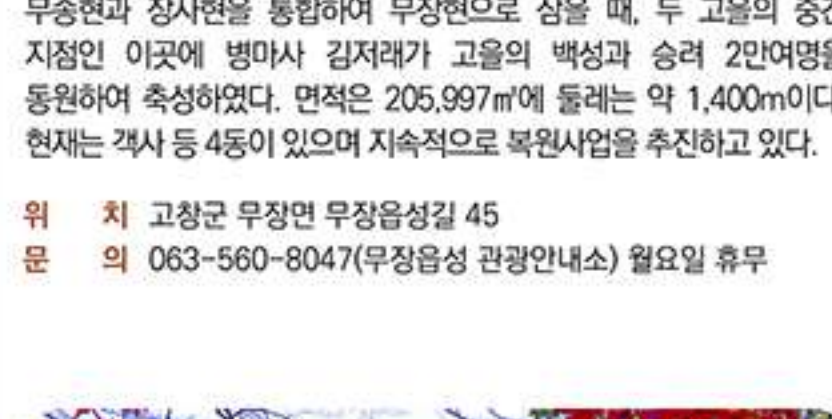 무송현과 장사현을 통합하여 무장현으로 삼을 때, 두 고을의 중간
지점인 이곳에 병마사 김저래가 고을의 백성과 승려 2만여명을
동원하여 축성하였다. 면적은 205,997㎡에 둘레는 약 1,400m이다
현재는 객사 등 4동이 있으며 지속적으로 복원사업을 추진하고 있다.
위 치 고창군 무장면 무장읍성길 45
문 의 063-560-8047(무장읍성 관광안내소) 월요일 휴무